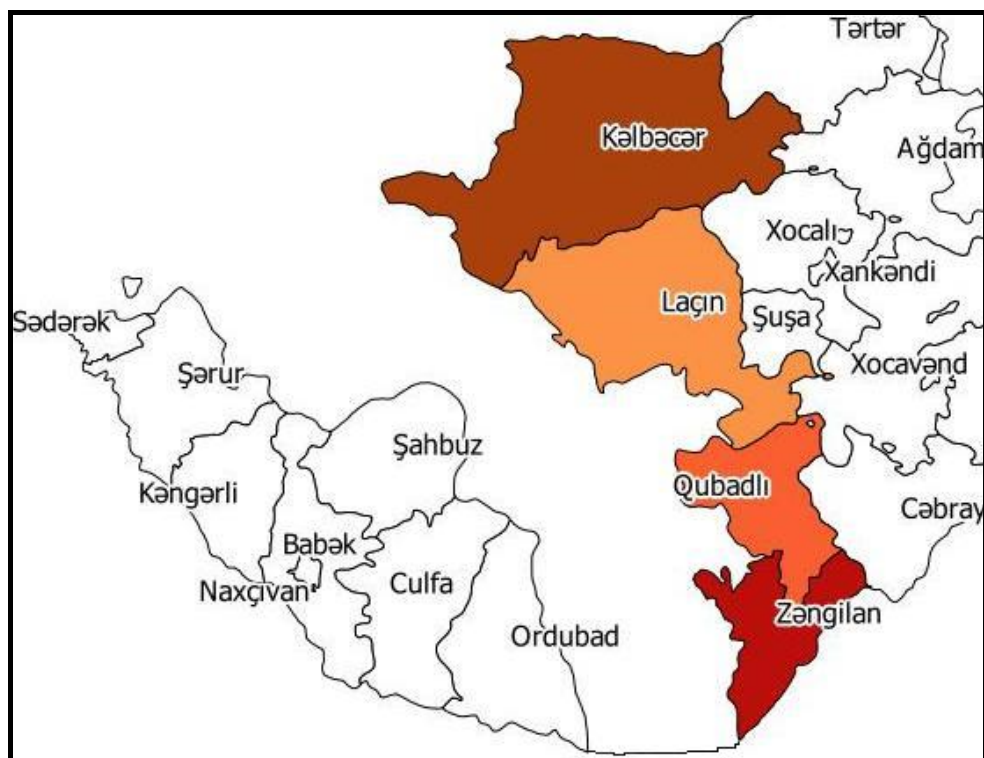 Tərtər
Kəlbəcər
Ağdam
Xocalı
Xankəndi
Laçın
Şuşa
Sədərək
Xocavənd
Şərur
Şahbuz
Qubadlı
Kəngərli
Cəbray
Babək
Culfa
Naxçıvan
Zəngilan
Ordubad